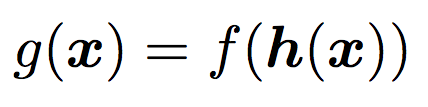 g(𝒙) = f(𝒉(𝒙))